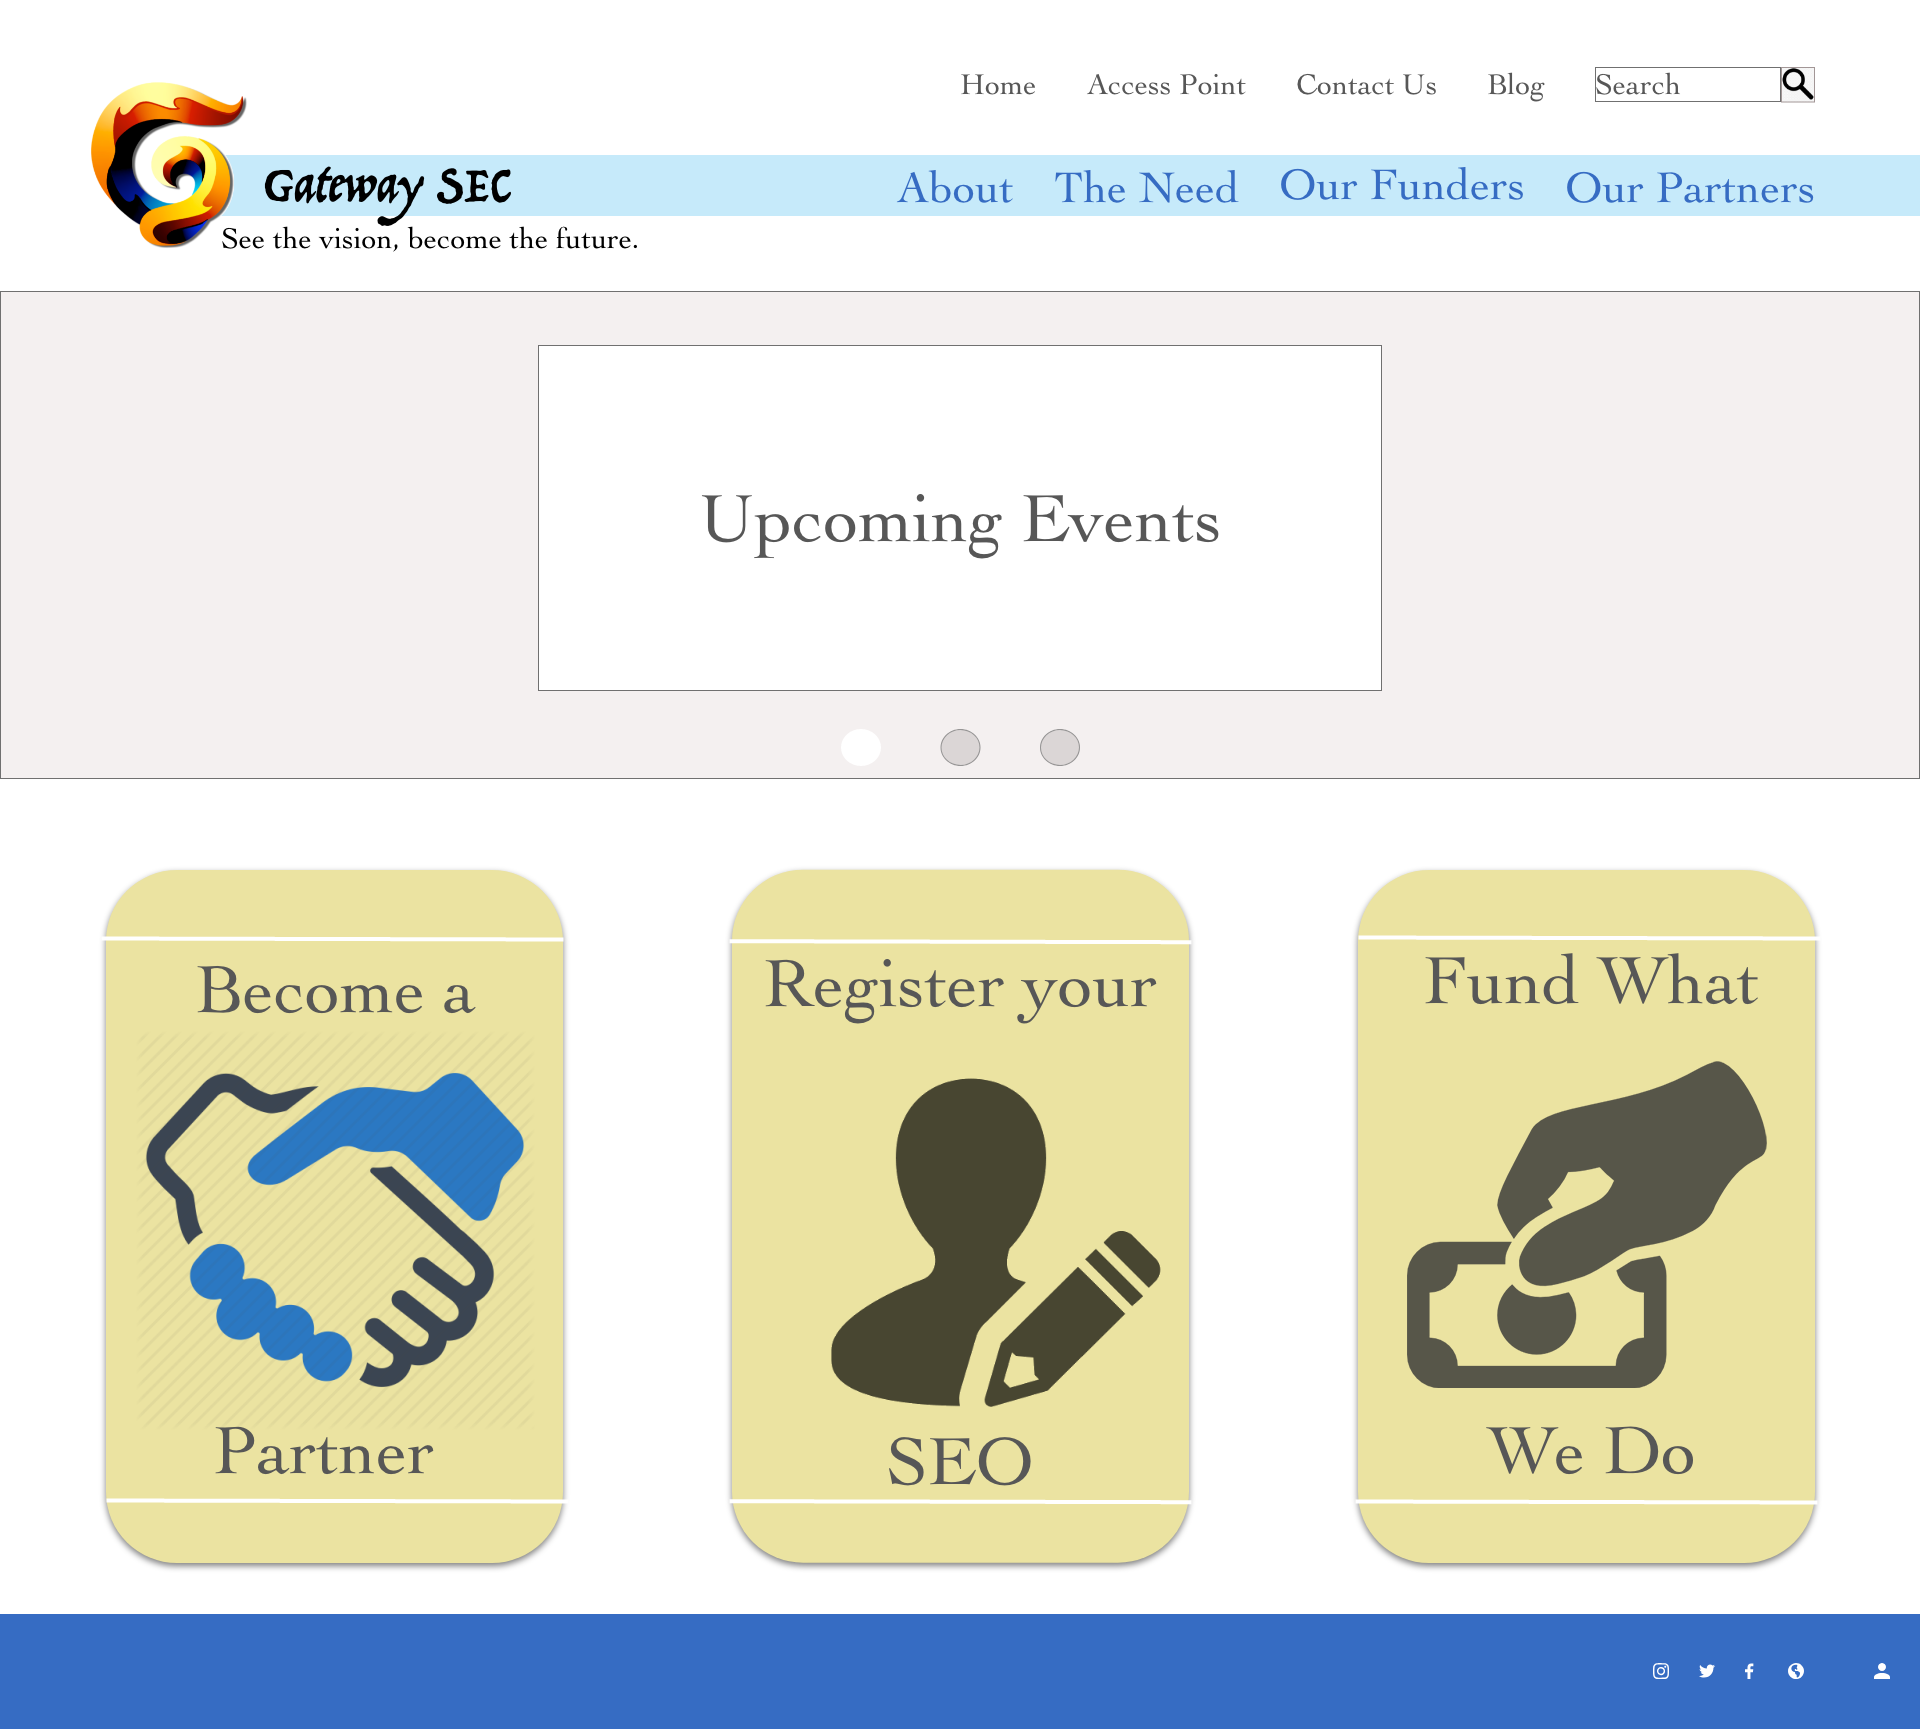 Home Access Point Contact Us Blog Search
Gateway SEC
About The Need Our Funders Our Partners
See the vision, become the future.
Upcoming Events
Become a
Partner
Register your
SEO
Fund What
We Do